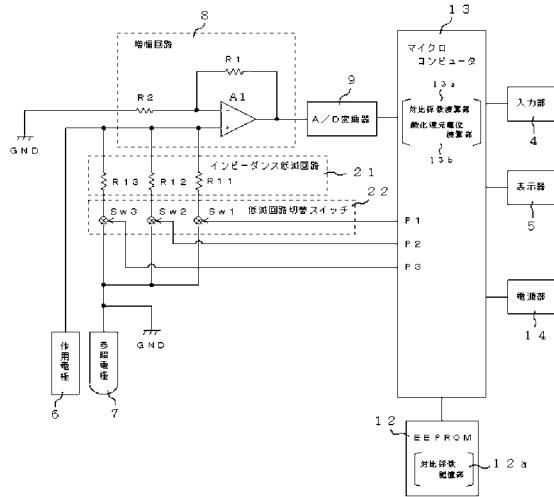 8
増幅回路
R1
R2
A1
GND
9
A/D変換器
13
マイクロ
コンピュータ
13a
対比係数演算部
酸化還元電位
演算部
13b
入力部
4
表示器
5
電源部
14
インピーダンス低減回路
21
R13
R12
R11
22
低減回路切替スイッチ
Sw3
Sw2
Sw1
P1
P2
P3
GND
作用電極
6
参照電極
7
12
EEPROM
対比係数
記憶部
12a